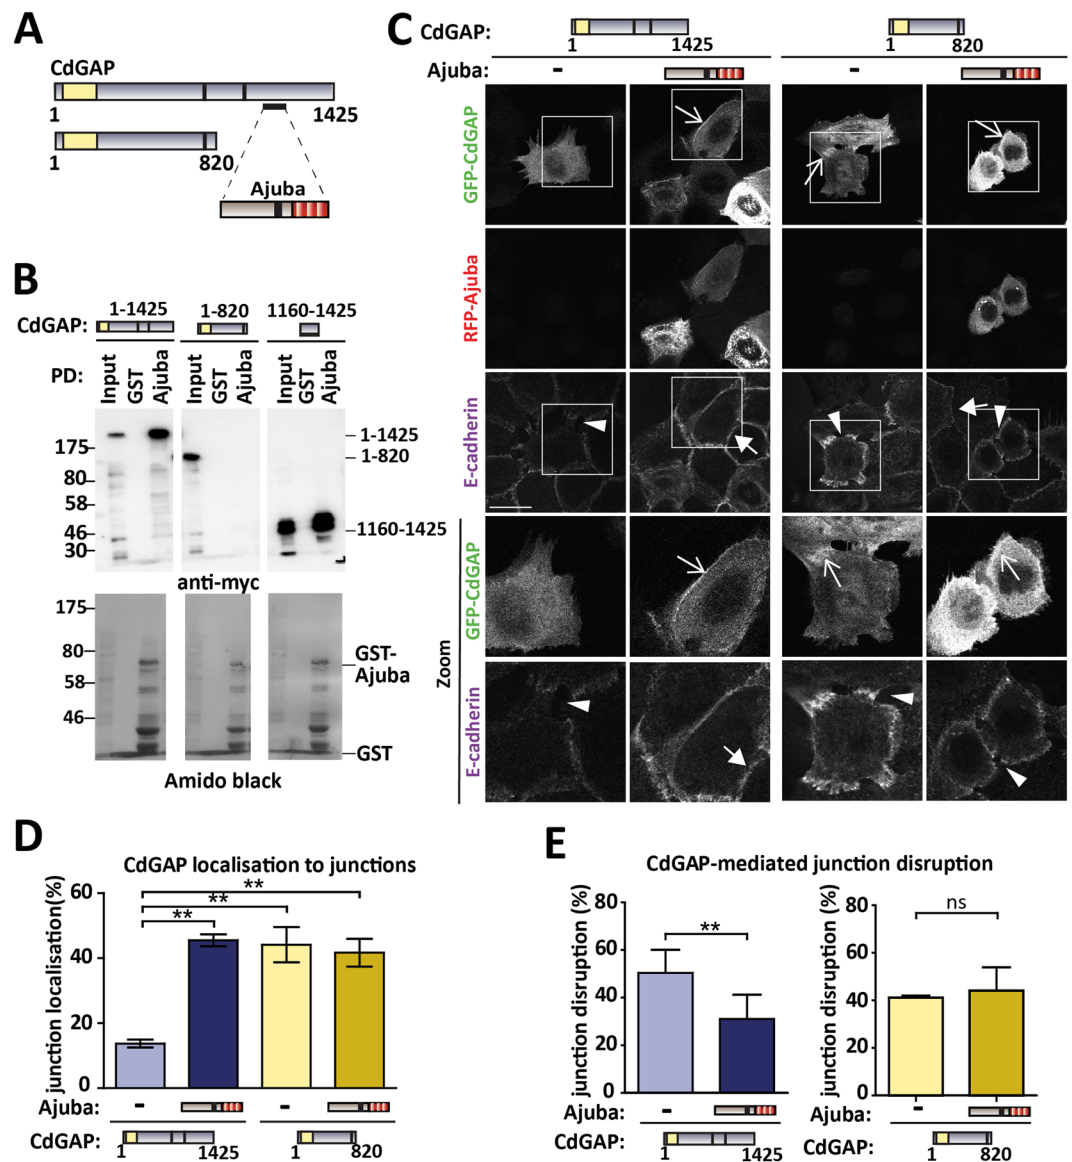 A
CdGAP
1 1425
1 820
Ajuba
B
1-1425 1-820 1160-1425
CdGAP:
PD: Input GST Ajuba Input GST Ajuba Input GST Ajuba
175
80
58
46
30
1-1425
1-820
1160-1425
anti-myc
175
80
58
46
GST-
Ajuba
GST
Amido black
C
CdGAP:
1 1425 1 820
Ajuba: - -
GFP-CdGAP
RFP-Ajuba
E-cadherin
Zoom
GFP-CdGAP
E-cadherin
D
CdGAP localisation to junctions
junction localisation(%)
60
40
20
0
**
**
**
Ajuba: - -
CdGAP:
1 1425 1 820
E
CdGAP-mediated junction disruption
junction disruption (%)
80
60
40
20
0
**
Ajuba: -
CdGAP:
1 1425
junction disruption (%)
80
60
40
20
0
ns
Ajuba: -
CdGAP:
1 820